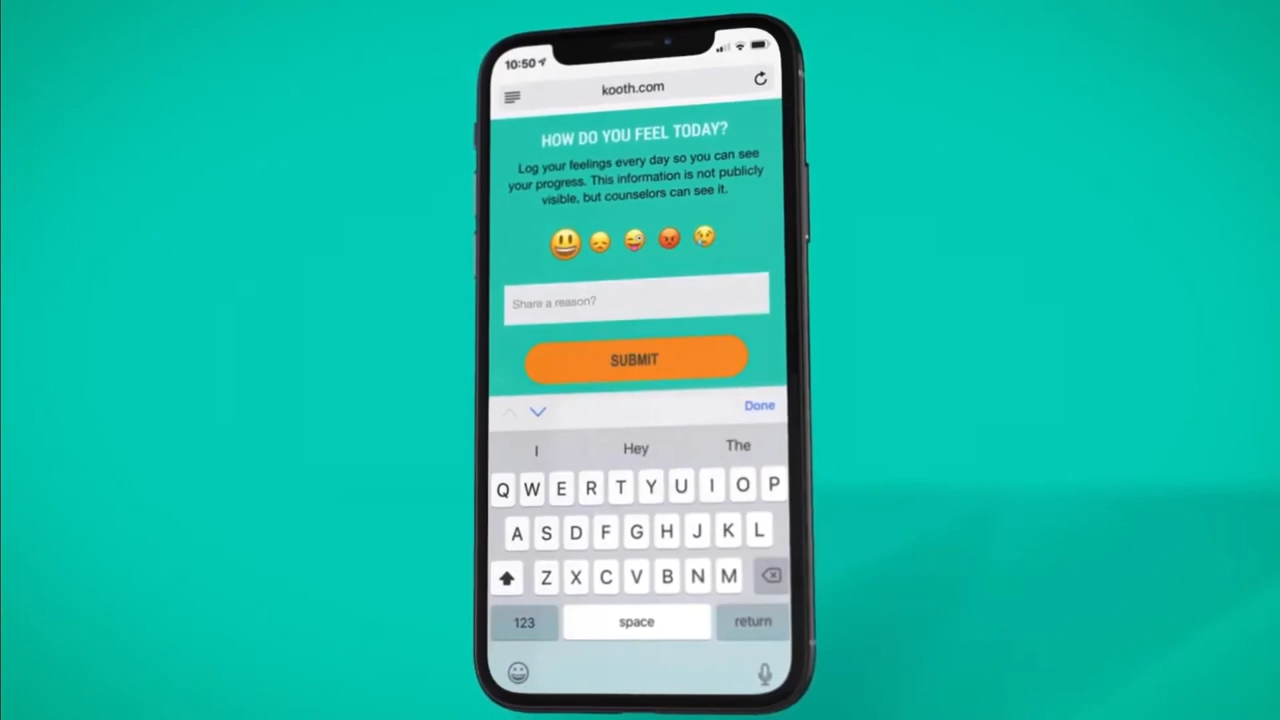 10:50
kooth.com
HOW DO YOU FEEL TODAY?
Log your feelings every day so you can see
your progress. This information is not publicly
visible, but counselors can see it.
Share a reason?
SUBMIT
Done
I Hey The
Q W E R T Y U I O P
A S D F G H J K L
Z X C V B N M
123 space return